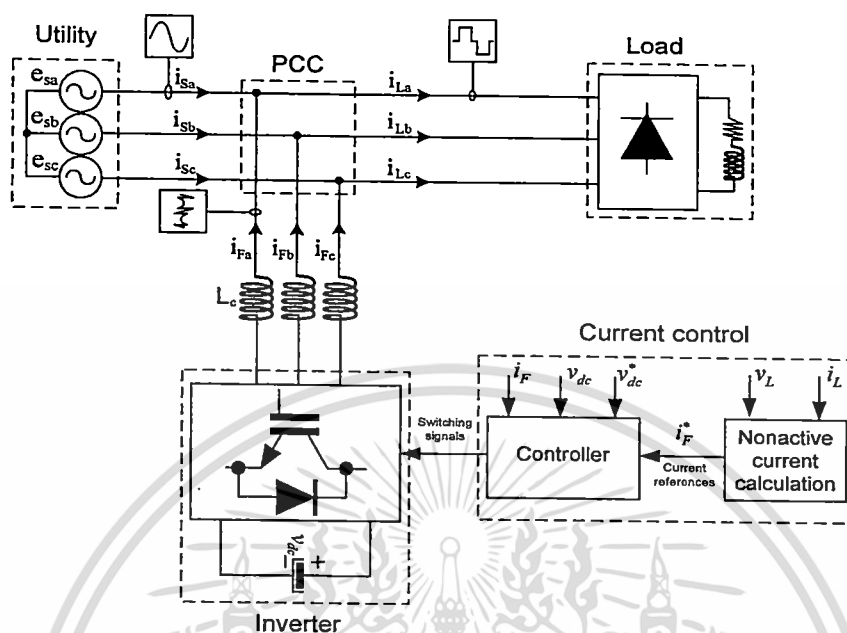 Utility
PCC
Load
e_sa
i_Sa
i_La
e_sb
i_Sb
i_Lb
e_sc
i_Sc
i_Lc
i_Fa
i_Fb
i_Fc
L_c
Current control
i_F
v_dc
v*_dc
v_L
i_L
Switching
signals
Controller
i*_F
Current
references
Nonactive
current
calculation
v_dc
- +
Inverter